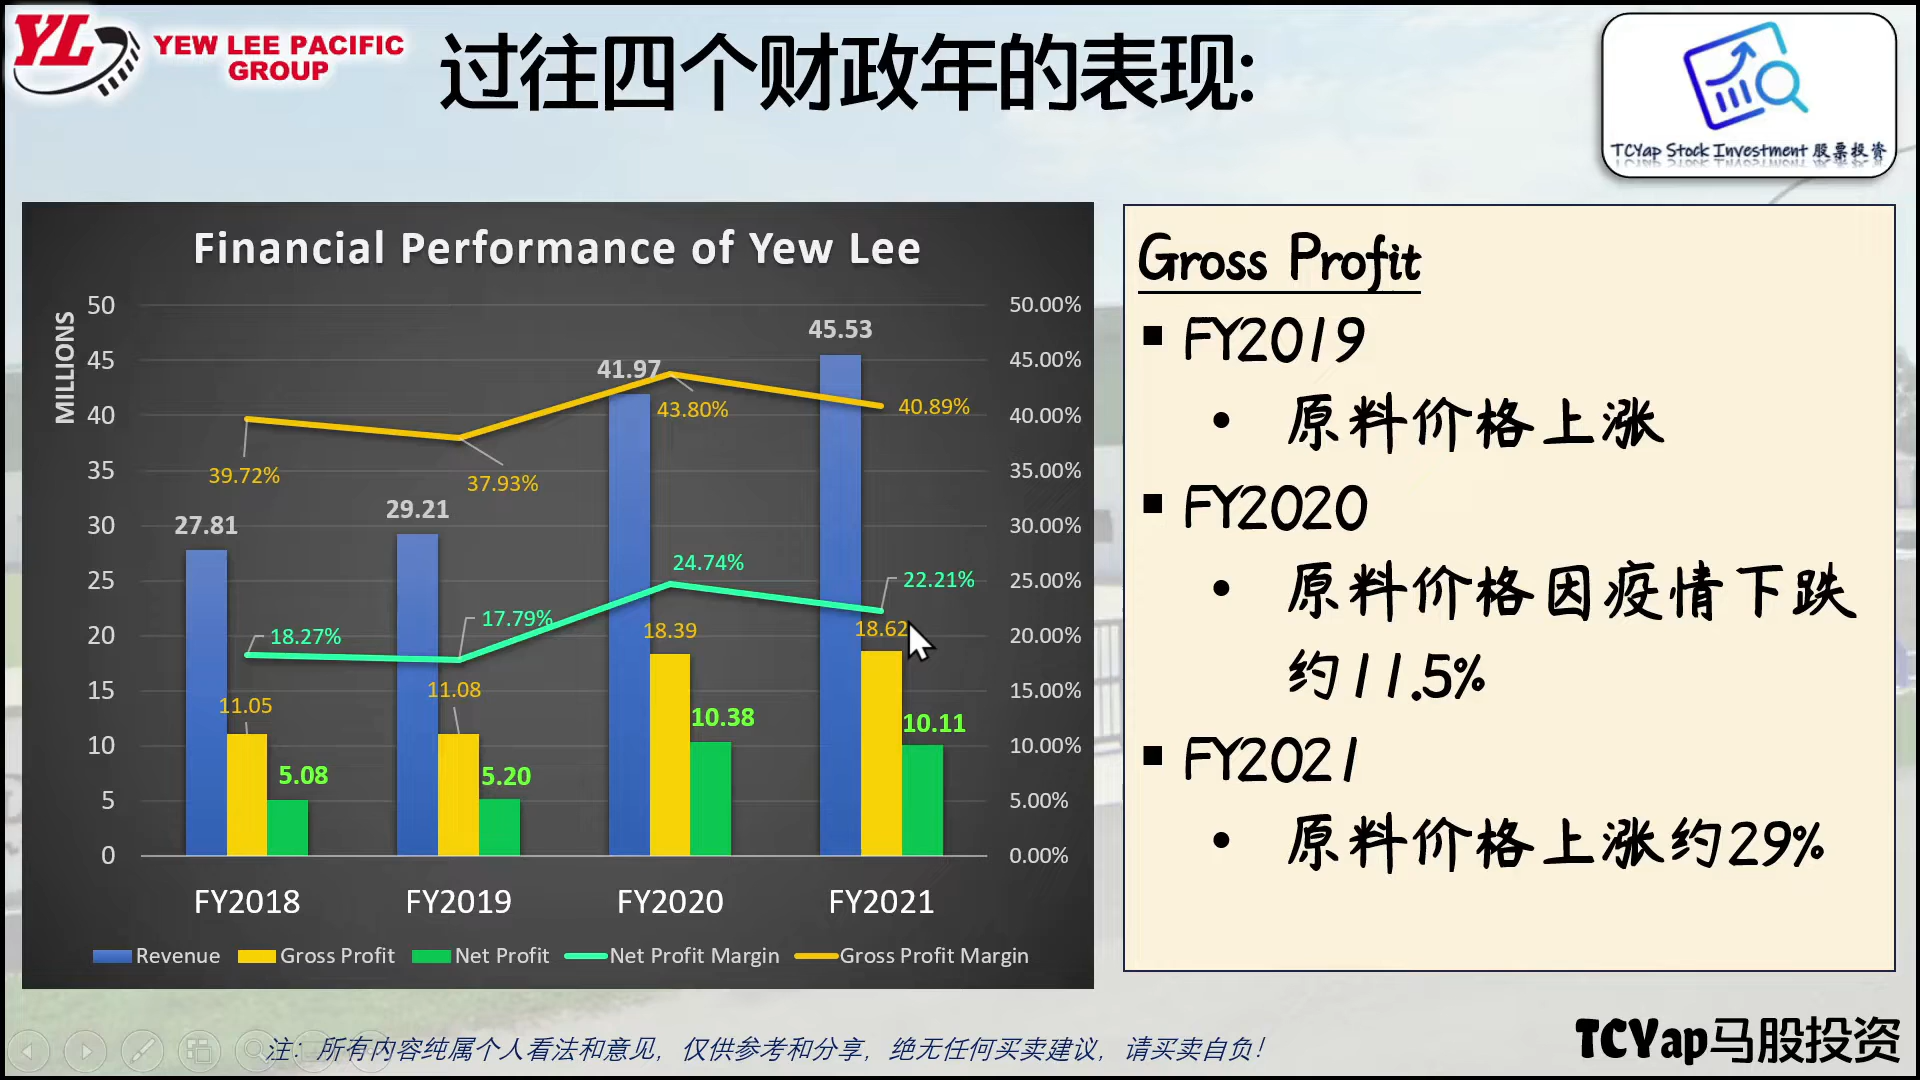 YL
YEW LEE PACIFIC
GROUP
过往四个财政年的表现:
TCYap Stock Investment 股票投资
Financial Performance of Yew Lee
MILLIONS
50
45
40
35
30
25
20
15
10
5
0
50.00%
45.00%
40.00%
35.00%
30.00%
25.00%
20.00%
15.00%
10.00%
5.00%
0.00%
27.81
29.21
41.97
45.53
39.72%
37.93%
43.80%
40.89%
18.27%
17.79%
24.74%
22.21%
11.05
11.08
18.39
18.62
5.08
5.20
10.38
10.11
FY2018
FY2019
FY2020
FY2021
Revenue
Gross Profit
Net Profit
Net Profit Margin
Gross Profit Margin
Gross Profit
▪ FY2019
• 原料价格上涨
▪ FY2020
• 原料价格因疫情下跌
约11.5%
▪ FY2021
• 原料价格上涨约29%
注：所有内容纯属个人看法和意见，仅供参考和分享，绝无任何买卖建议，请买卖自负！
TCYap马股投资